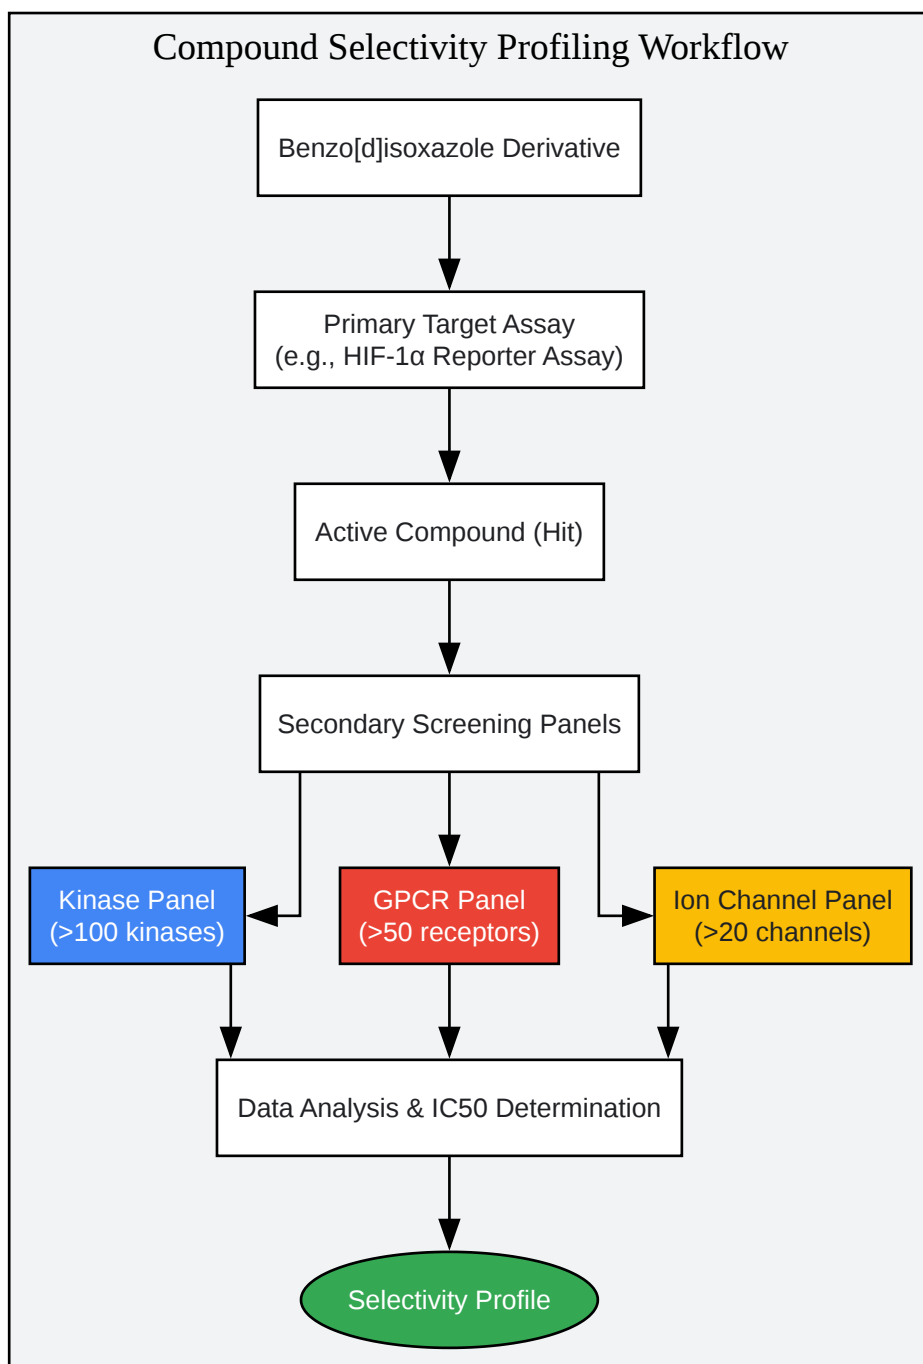 Compound Selectivity Profiling Workflow
Benzo[d]isoxazole Derivative
Primary Target Assay
(e.g., HIF-1α Reporter Assay)
Active Compound (Hit)
Secondary Screening Panels
Kinase Panel
(>100 kinases)
GPCR Panel
(>50 receptors)
Ion Channel Panel
(>20 channels)
Data Analysis & IC50 Determination
Selectivity Profile